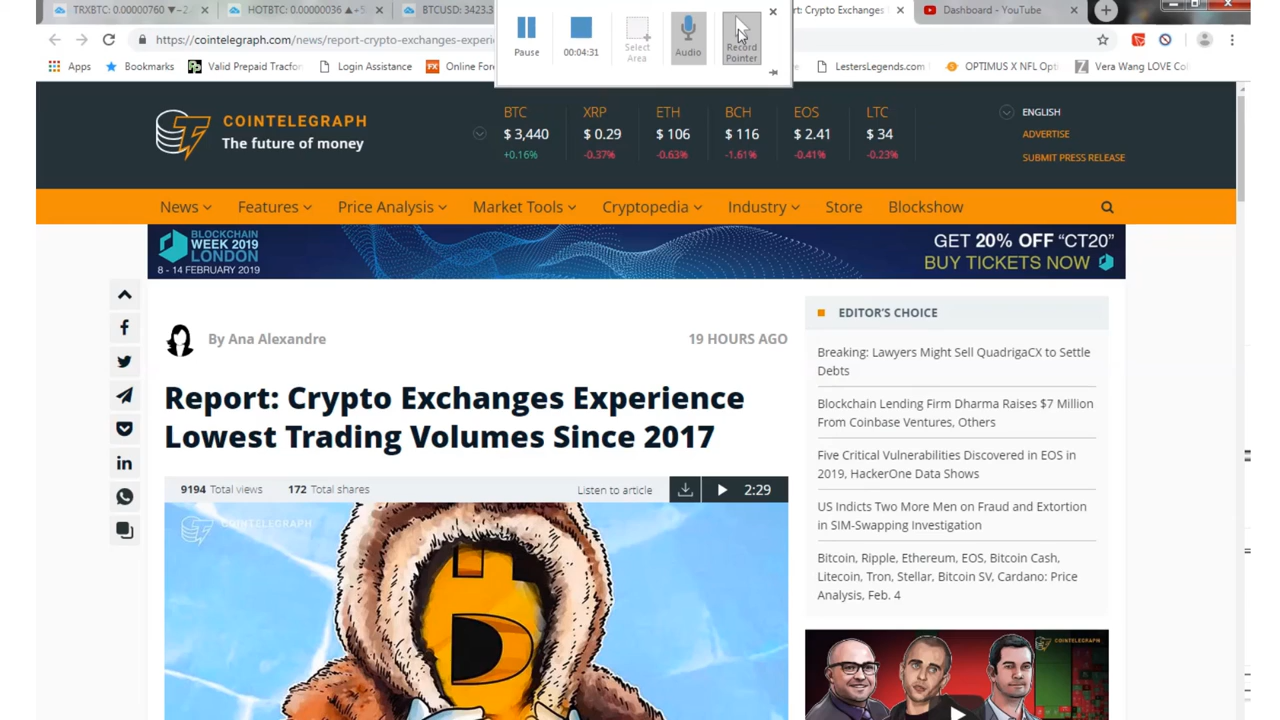 TRXBTC: 0.00000760 ▼−2
HOTBTC: 0.00000036 ▲+5
BTCUSD: 3423.3
rt: Crypto Exchanges
Dashboard - YouTube
Pause
00:04:31
Select
Area
Audio
Record
Pointer
https://cointelegraph.com/news/report-crypto-exchanges-experi
Apps
Bookmarks
Valid Prepaid Tracfor
Login Assistance
Online For
LestersLegends.com
OPTIMUS X NFL Opti
Vera Wang LOVE Co
COINTELEGRAPH
The future of money
BTC
XRP
ETH
BCH
EOS
LTC
$ 3,440
$ 0.29
$ 106
$ 116
$ 2.41
$ 34
+0.16%
-0.37%
-0.63%
-1.61%
-0.41%
-0.23%
ENGLISH
ADVERTISE
SUBMIT PRESS RELEASE
News
Features
Price Analysis
Market Tools
Cryptopedia
Industry
Store
Blockshow
BLOCKCHAIN
WEEK 2019
LONDON
8 - 14 FEBRUARY 2019
GET 20% OFF “CT20”
BUY TICKETS NOW
By Ana Alexandre
19 HOURS AGO
Report: Crypto Exchanges Experience
Lowest Trading Volumes Since 2017
9194 Total views
172 Total shares
Listen to article
2:29
COINTELEGRAPH
EDITOR'S CHOICE
Breaking: Lawyers Might Sell QuadrigaCX to Settle
Debts
Blockchain Lending Firm Dharma Raises $7 Million
From Coinbase Ventures, Others
Five Critical Vulnerabilities Discovered in EOS in
2019, HackerOne Data Shows
US Indicts Two More Men on Fraud and Extortion
in SIM-Swapping Investigation
Bitcoin, Ripple, Ethereum, EOS, Bitcoin Cash,
Litecoin, Tron, Stellar, Bitcoin SV, Cardano: Price
Analysis, Feb. 4
COINTELEGRAPH